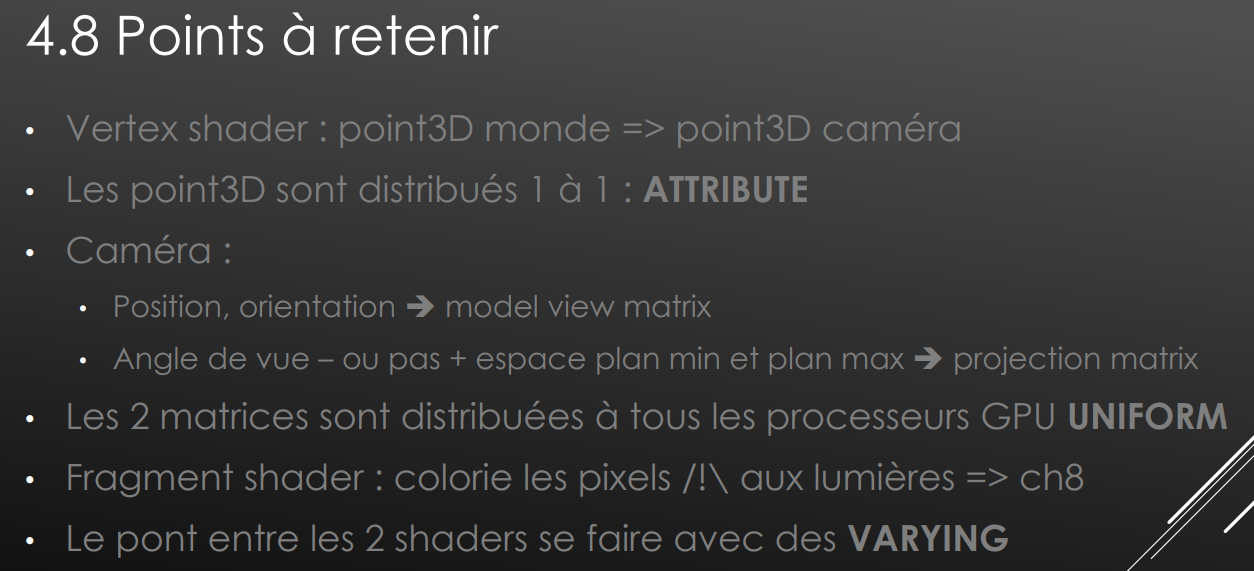 4.8 Points à retenir
• Vertex shader : point3D monde => point3D caméra
• Les point3D sont distribués 1 à 1 : ATTRIBUTE
• Caméra :
• Position, orientation ➔ model view matrix
• Angle de vue – ou pas + espace plan min et plan max ➔ projection matrix
• Les 2 matrices sont distribuées à tous les processeurs GPU UNIFORM
• Fragment shader : colorie les pixels /!\ aux lumières => ch8
• Le pont entre les 2 shaders se faire avec des VARYING